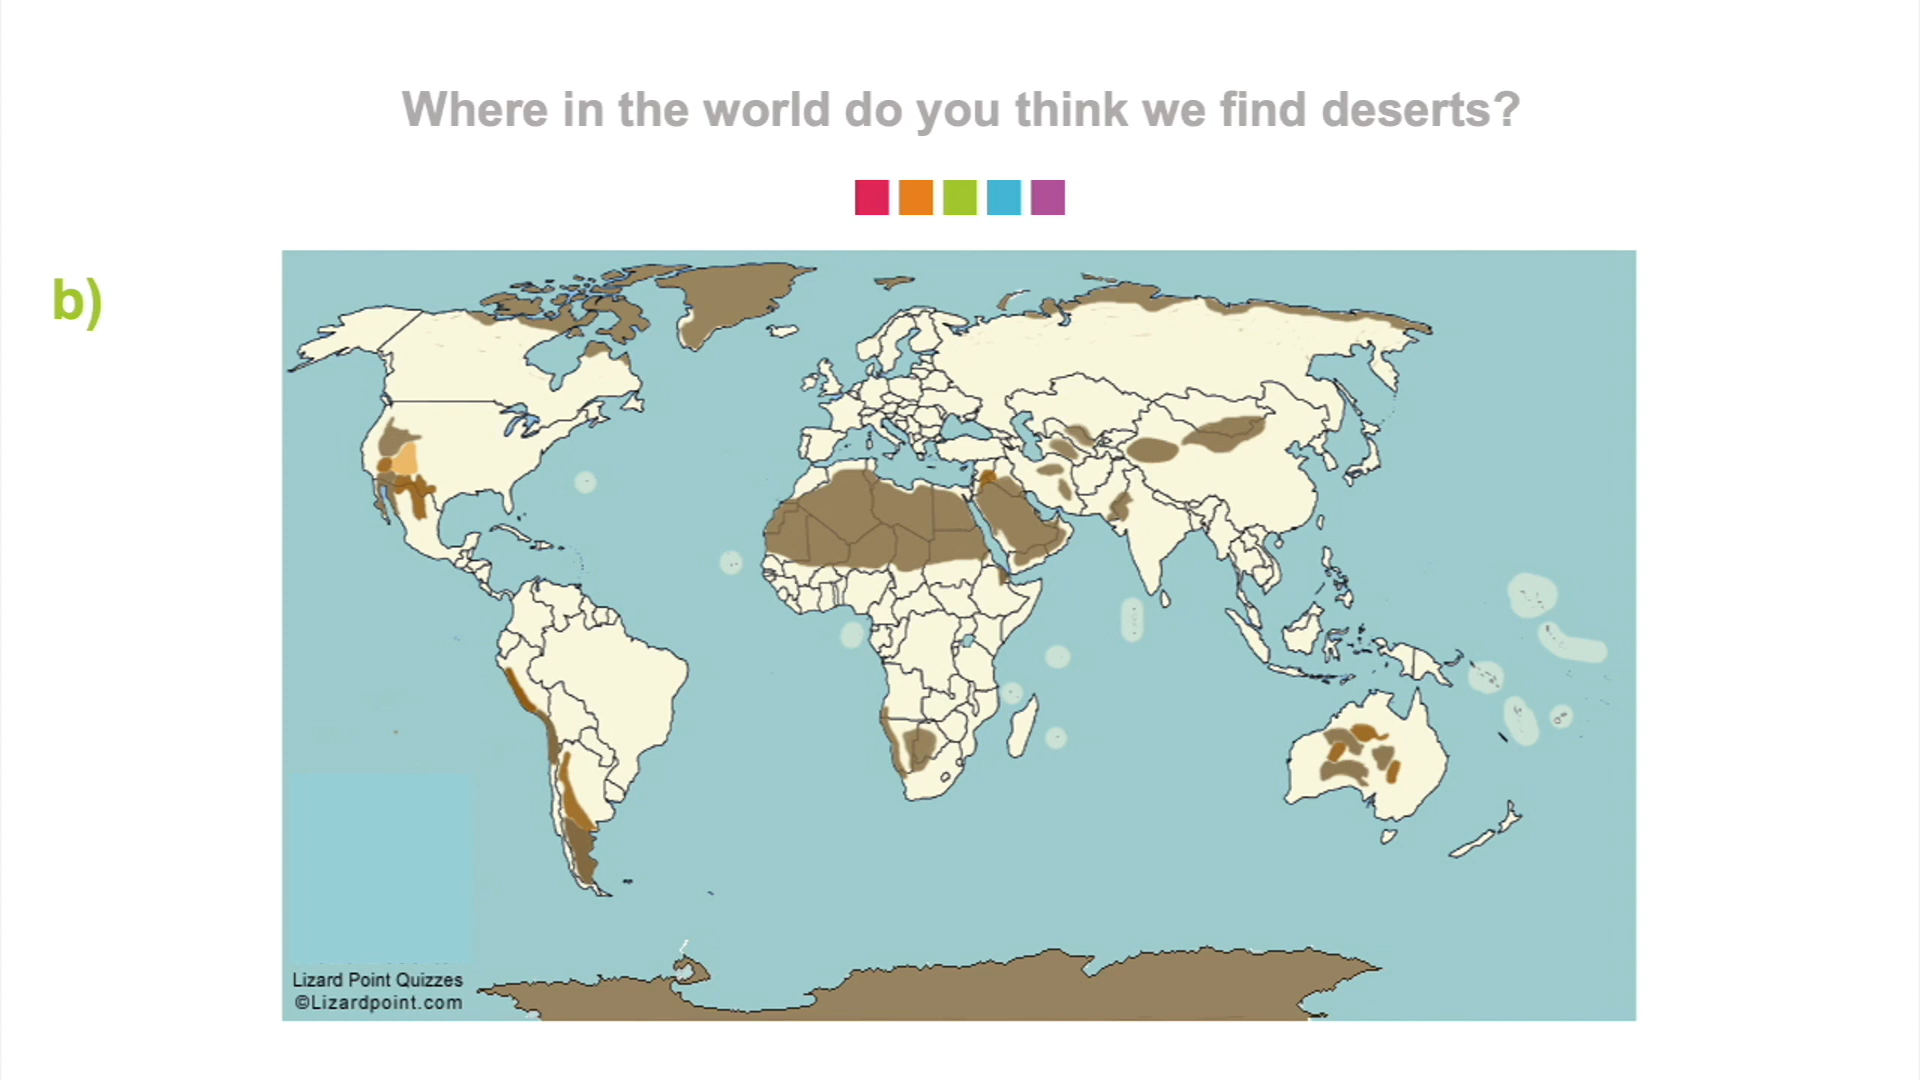 Where in the world do you think we find deserts?
b)
Lizard Point Quizzes
©Lizardpoint.com